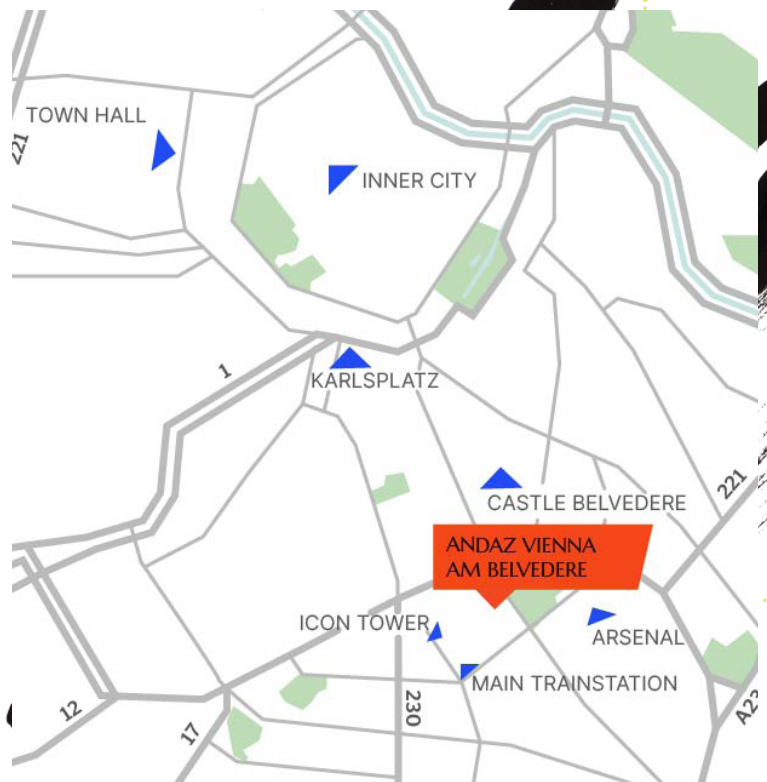 TOWN HALL
221
INNER CITY
1
KARLSPLATZ
CASTLE BELVEDERE
221
ANDAZ VIENNA
AM BELVEDERE
ICON TOWER
ARSENAL
MAIN TRAINSTATION
12
17
230
A23